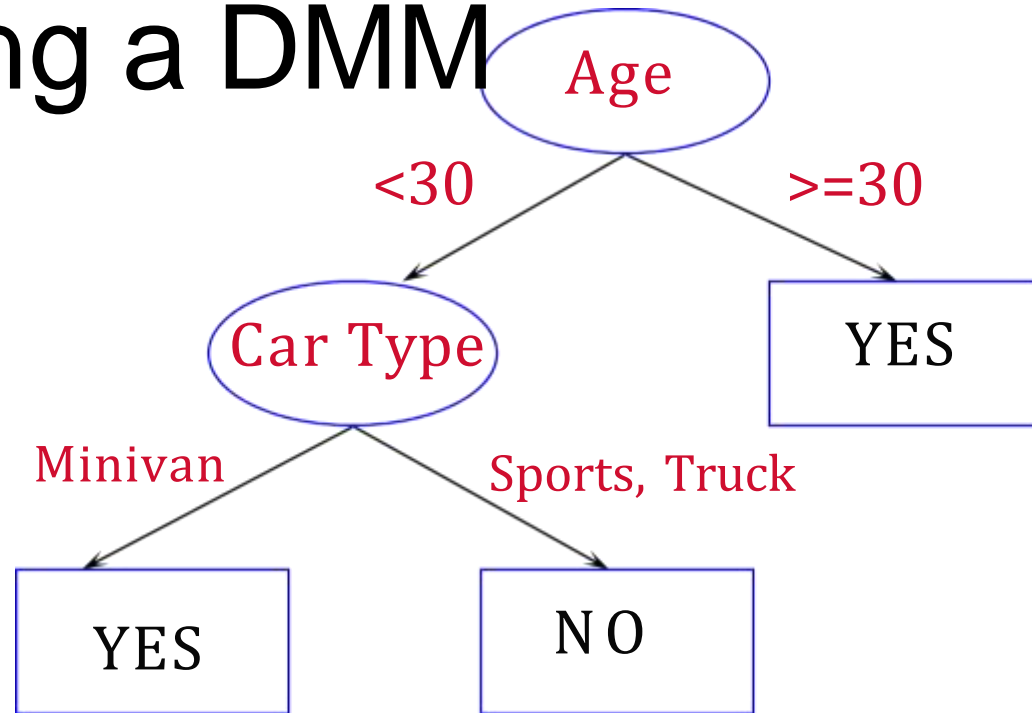 ng a DMM
Age
<30
>=30
Car Type
YES
Minivan
Sports, Truck
YES
NO